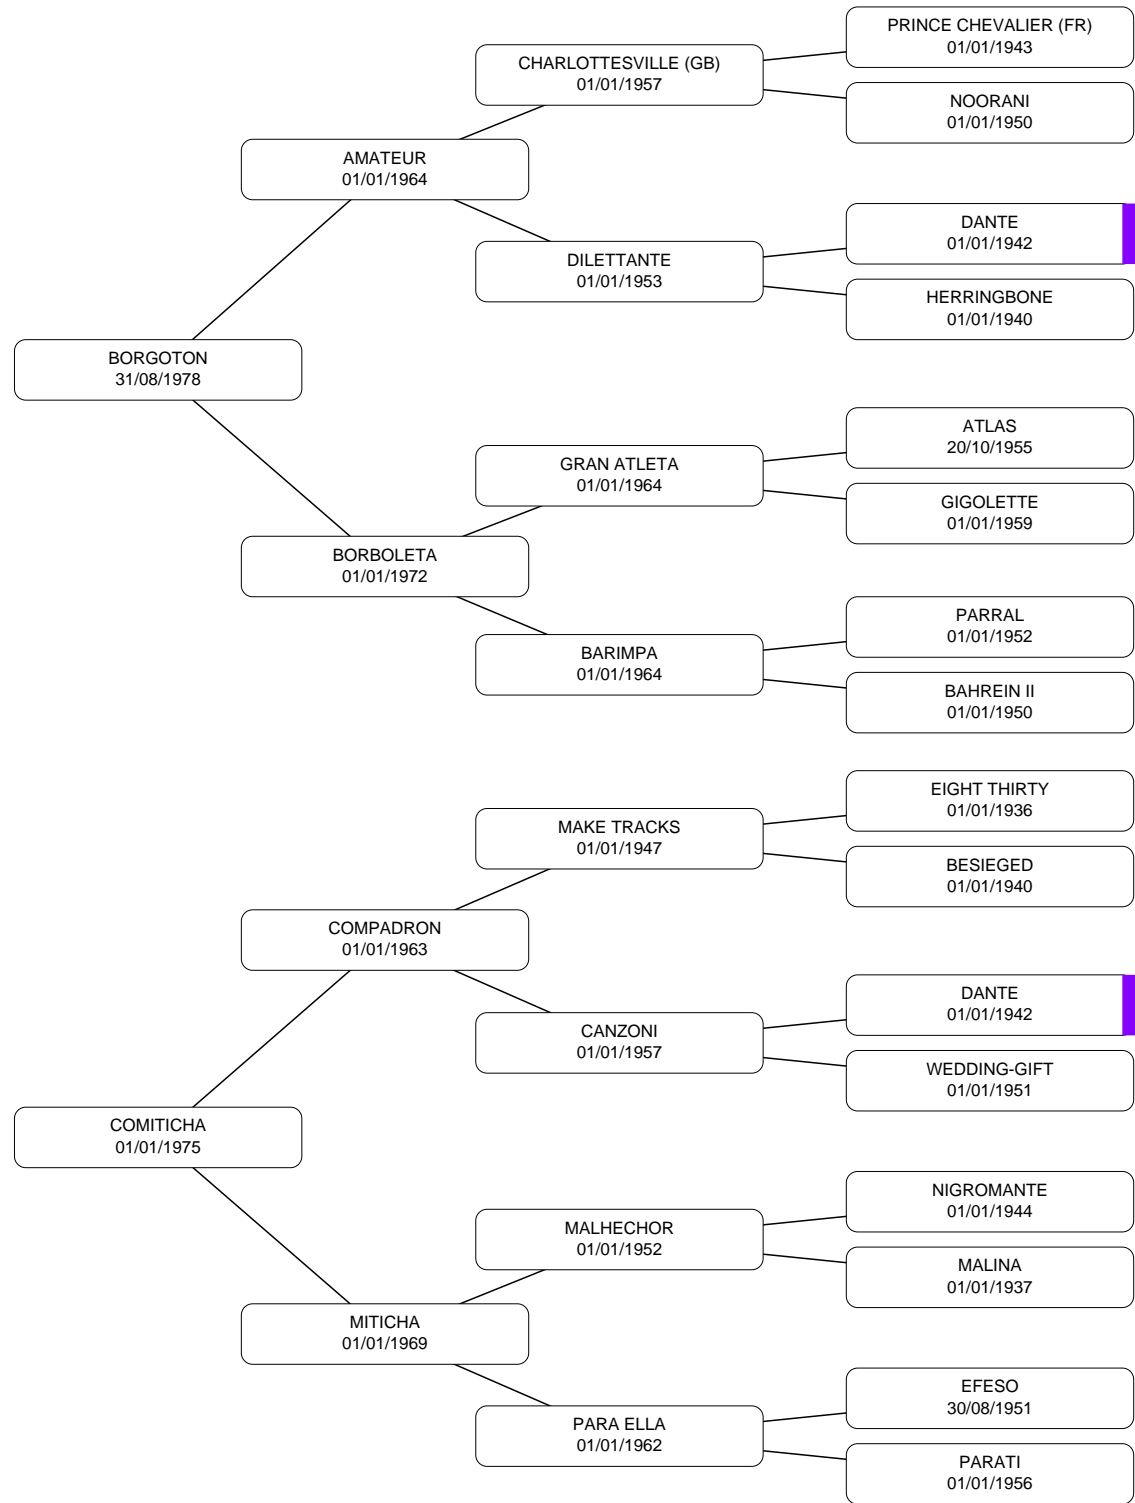 PRINCE CHEVALIER (FR)
01/01/1943
CHARLOTTESVILLE (GB)
01/01/1957
NOORANI
01/01/1950
AMATEUR
01/01/1964
DANTE
01/01/1942
DILETTANTE
01/01/1953
HERRINGBONE
01/01/1940
BORGOTON
31/08/1978
ATLAS
20/10/1955
GRAN ATLETA
01/01/1964
GIGOLETTE
01/01/1959
BORBOLETA
01/01/1972
PARRAL
01/01/1952
BARIMPA
01/01/1964
BAHREIN II
01/01/1950
EIGHT THIRTY
01/01/1936
MAKE TRACKS
01/01/1947
BESIEGED
01/01/1940
COMPADRON
01/01/1963
DANTE
01/01/1942
CANZONI
01/01/1957
WEDDING-GIFT
01/01/1951
COMITICHA
01/01/1975
NIGROMANTE
01/01/1944
MALHECHOR
01/01/1952
MALINA
01/01/1937
MITICHA
01/01/1969
EFESO
30/08/1951
PARA ELLA
01/01/1962
PARATI
01/01/1956